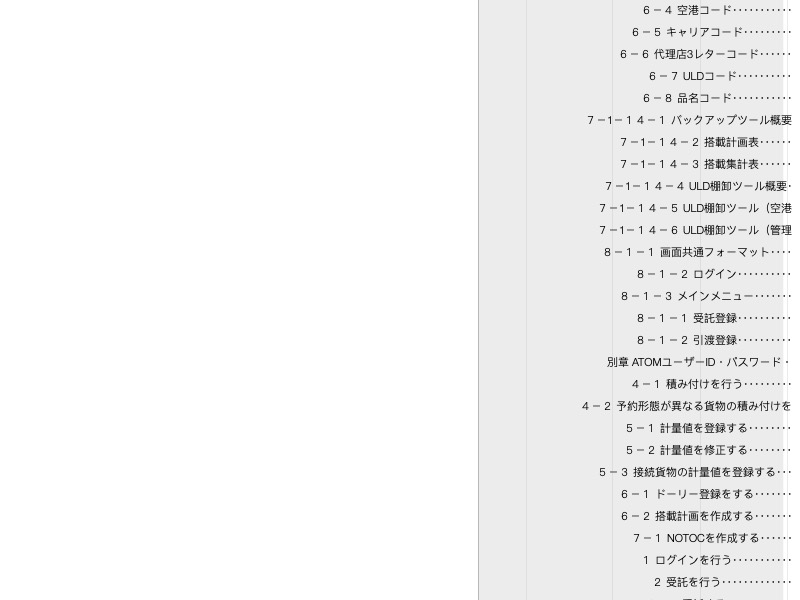 ６－４ 空港コード･･････････
６－５ キャリアコード････････
６－６ 代理店3レターコード･････
６－７ ULDコード･･････････
６－８ 品名コード･･････････
７－1－１４－１ バックアップツール概要
７－1－１４－２ 搭載計画表･････
７－1－１４－３ 搭載集計表･････
７－1－１４－４ ULD棚卸ツール概要･
７－1－１４－５ ULD棚卸ツール（空港
７－1－１４－６ ULD棚卸ツール（管理
８－１－１ 画面共通フォーマット････
８－１－２ ログイン･････････
８－１－３ メインメニュー･･････
８－１－１ 受託登録･････････
８－１－２ 引渡登録･････････
別章 ATOMユーザーID・パスワード･
４－１ 積み付けを行う････････
４－２ 予約形態が異なる貨物の積み付けを
５－１ 計量値を登録する･･･････
５－２ 計量値を修正する･･･････
５－３ 接続貨物の計量値を登録する･･･
６－１ ドーリー登録をする･･････
６－２ 搭載計画を作成する･･････
７－１ NOTOCを作成する･････
１ ログインを行う･････････
２ 受託を行う･･･････････